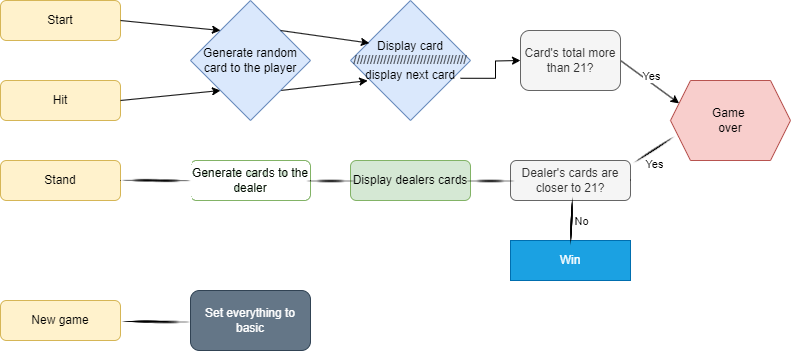 Start
Generate random
card to the player
Display card
////////////////////////////////
display next card
Card's total more
than 21?
Yes
Hit
Game
over
Stand
Generate cards to the
dealer
Display dealers cards
Dealer's cards are
closer to 21?
Yes
No
Win
New game
Set everything to
basic